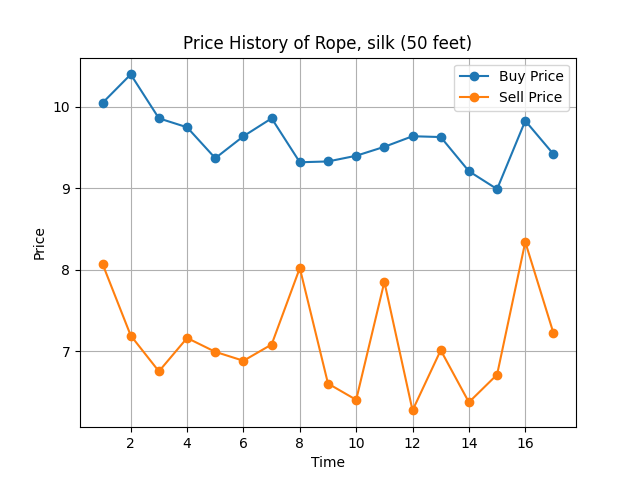 Price History of Rope, silk (50 feet)
Buy Price
Sell Price
10
9
8
7
Price
2 4 6 8 10 12 14 16
Time